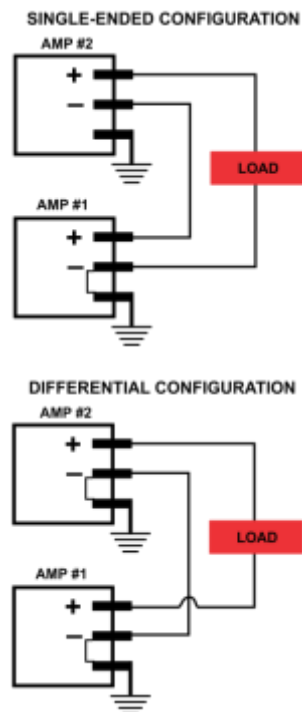 SINGLE-ENDED CONFIGURATION
AMP #2
+
−
LOAD
AMP #1
+
−
DIFFERENTIAL CONFIGURATION
AMP #2
+
−
LOAD
AMP #1
+
−